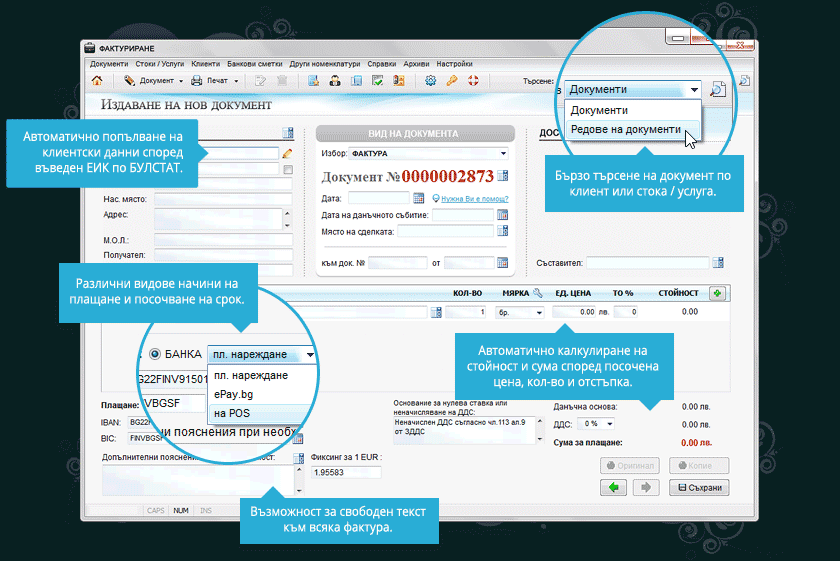 ФАКТУРИРАНЕ
Документи Стоки / Услуги Клиенти Банкови сметки Други номенклатури Справки Архиви Настройки
Документ Печат Търсене: в Документи
Документи
Редове на документи
Издаване на нов документ
Автоматично попълване на
клиентски данни според
въведен ЕИК по БУЛСТАТ.
ВИД НА ДОКУМЕНТА
Избор: ФАКТУРА
Документ №0000002873
Дата: Нужна Ви е помощ?
Дата на данъчното събитие:
Място на сделката:
към док. № от
Бързо търсене на документ по
клиент или стока / услуга.
Нас. място:
Адрес:
М.О.Л.:
Получател:
Съставител:
Различни видове начини на
плащане и посочване на срок.
КОЛ-ВО МЯРКА ЕД. ЦЕНА ТО % СТОЙНОСТ
1 бр. 0.00 лв. 0 0.00
БАНКА пл. нареждане
пл. нареждане
ePay.bg
на POS
G22FINV91501
VBGSF
Автоматично калкулиране на
стойност и сума според посочена
цена, кол-во и отстъпка.
Плащане:
IBAN: BG22F
BIC: FINVBGSF
ни пояснения при необх
Допълнителни пояснения ност:
Основание за нулева ставка или
неначисляване на ДДС:
Неначислен ДДС съгласно чл.113 ал.9
от ЗДДС
Фиксинг за 1 EUR :
1.95583
Данъчна основа: 0.00 лв.
ДДС: 0 % 0.00 лв.
Сума за плащане: 0.00 лв.
Оригинал Копие
Съхрани
Възможност за свободен текст
към всяка фактура.
CAPS NUM INS